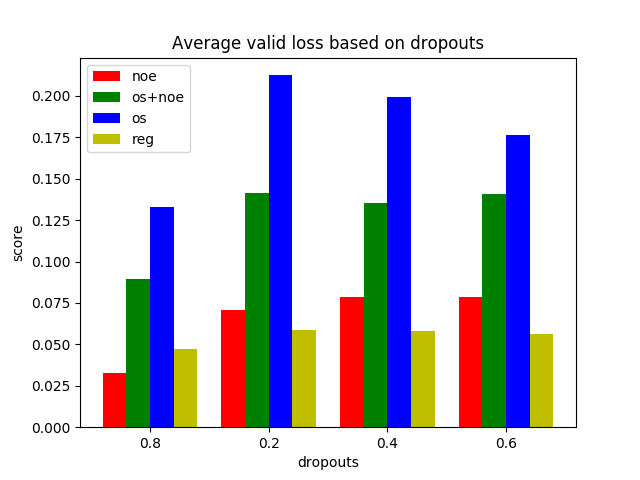 Average valid loss based on dropouts
noe
os+noe
os
reg
0.200
0.175
0.150
0.125
0.100
0.075
0.050
0.025
0.000
score
0.8 0.2 0.4 0.6
dropouts